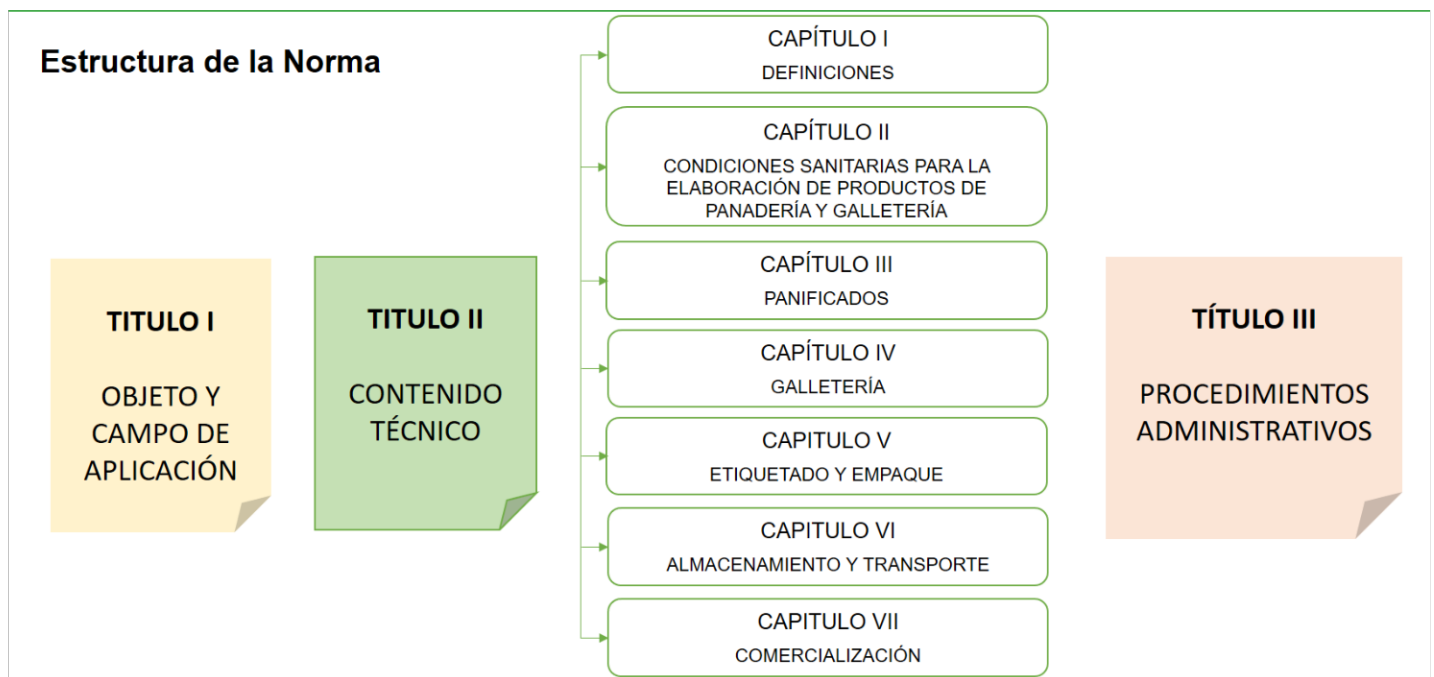 Estructura de la Norma
TITULO I
OBJETO Y
CAMPO DE
APLICACIÓN
TITULO II
CONTENIDO
TÉCNICO
CAPÍTULO I
DEFINICIONES
CAPÍTULO II
CONDICIONES SANITARIAS PARA LA
ELABORACIÓN DE PRODUCTOS DE
PANADERÍA Y GALLETERÍA
CAPÍTULO III
PANIFICADOS
CAPÍTULO IV
GALLETERÍA
CAPITULO V
ETIQUETADO Y EMPAQUE
CAPITULO VI
ALMACENAMIENTO Y TRANSPORTE
CAPITULO VII
COMERCIALIZACIÓN
TÍTULO III
PROCEDIMIENTOS
ADMINISTRATIVOS